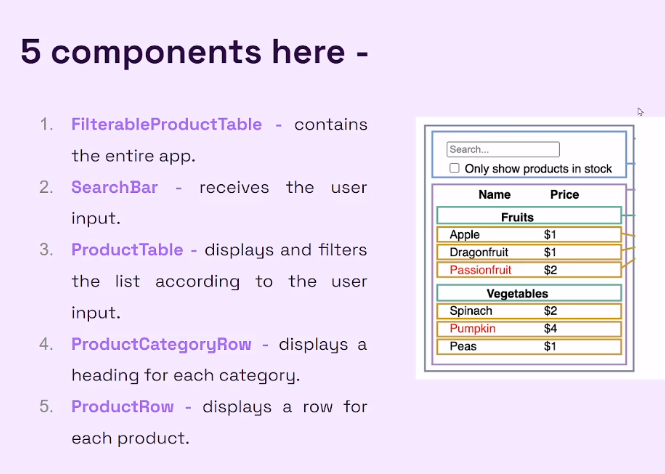 5 components here -
1. FilterableProductTable - contains
the entire app.
2. SearchBar - receives the user
input.
3. ProductTable - displays and filters
the list according to the user
input.
4. ProductCategoryRow - displays a
heading for each category.
5. ProductRow - displays a row for
each product.
Search...
Only show products in stock
Name Price
Fruits
Apple $1
Dragonfruit $1
Passionfruit $2
Vegetables
Spinach $2
Pumpkin $4
Peas $1